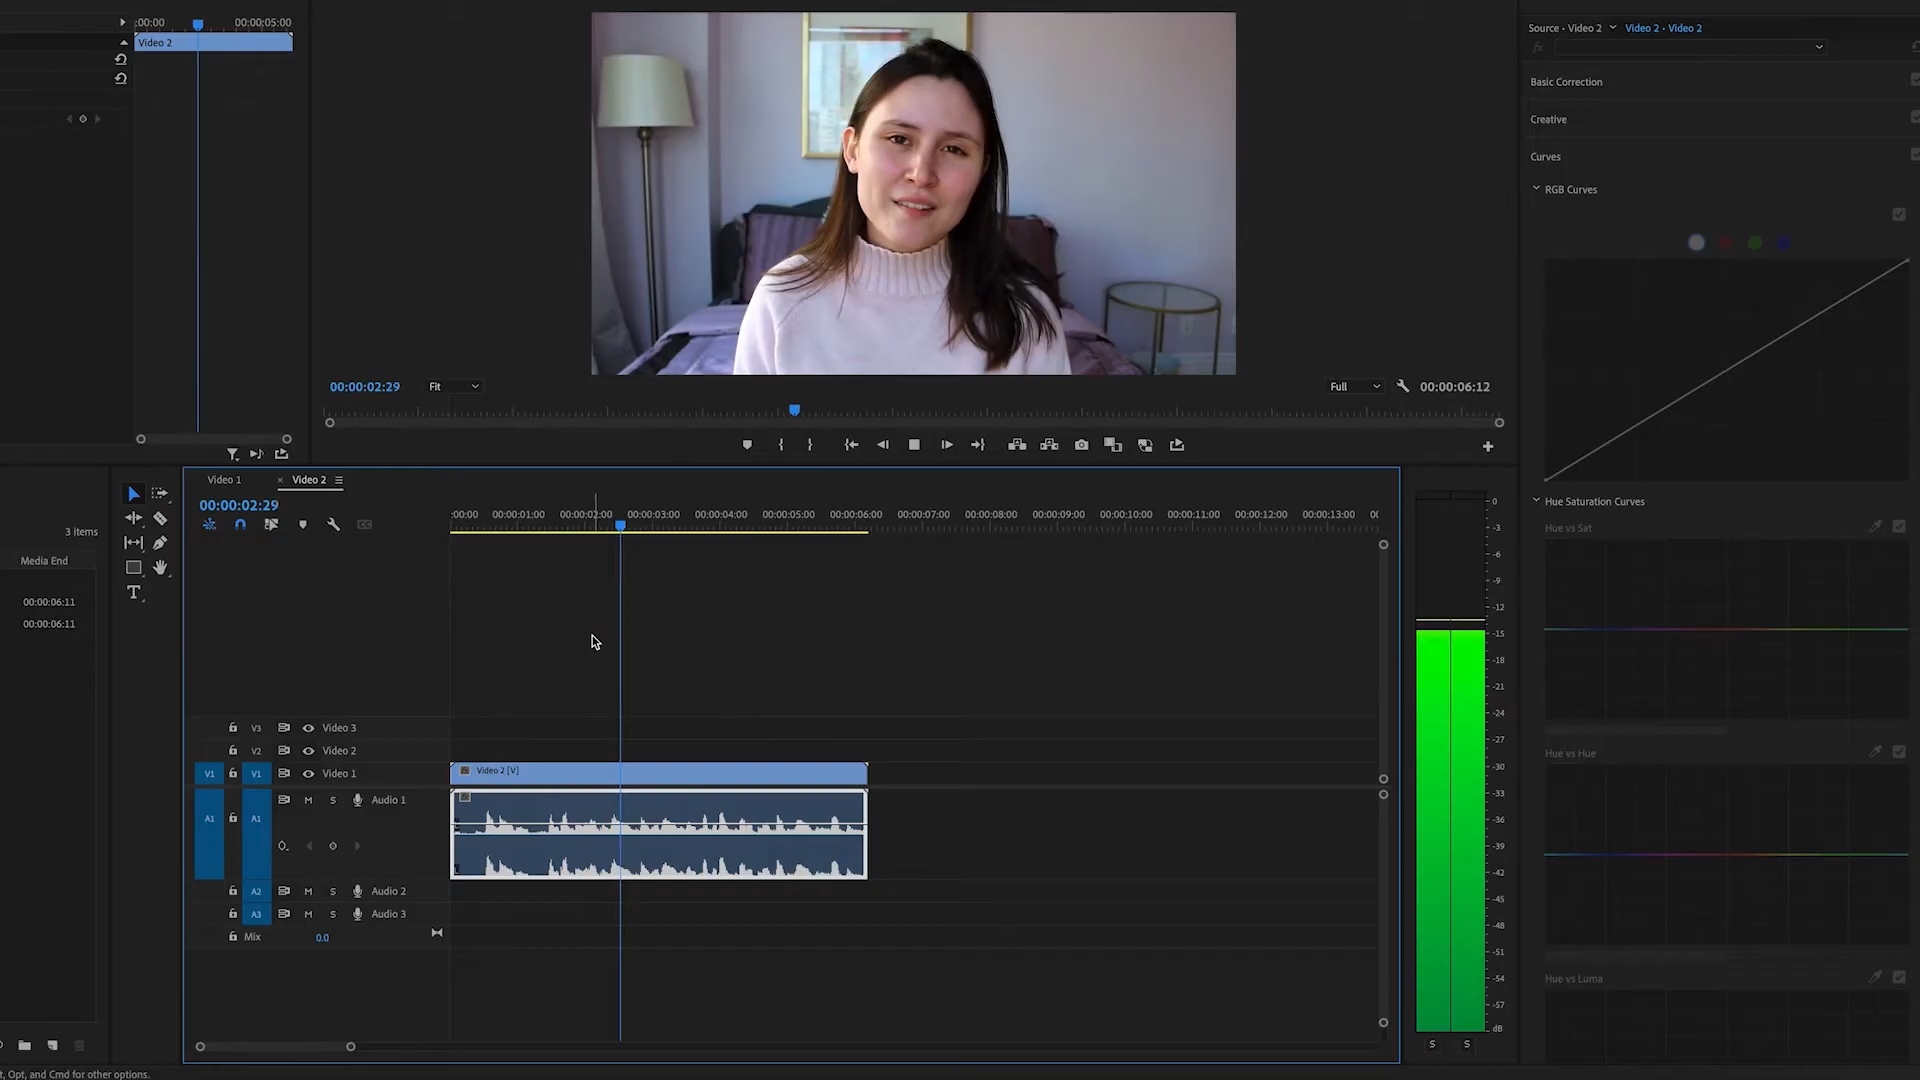 :00:00
00:00:05:00
Video 2
Source • Video 2
Video 2 • Video 2
fx
Basic Correction
Creative
Curves
RGB Curves
00:00:02:29
Fit
Full
00:00:06:12
Hue Saturation Curves
Hue vs Sat
Hue vs Hue
Hue vs Luma
3 items
Media End
00:00:06:11
00:00:06:11
T
Video 1
× Video 2
00:00:02:29
:00:00
00:00:01:00
00:00:02:00
00:00:03:00
00:00:04:00
00:00:05:00
00:00:06:00
00:00:07:00
00:00:08:00
00:00:09:00
00:00:10:00
00:00:11:00
00:00:12:00
00:00:13:00
00
CC
V3 Video 3
V2 Video 2
V1 V1 Video 1
Video 2 [V]
A1 A1 M S Audio 1
A2 M S Audio 2
A3 M S Audio 3
Mix 0.0
0
-3
-6
-9
-12
-15
-18
-21
-24
-27
-30
-33
-36
-39
-42
-45
-48
-51
-54
-57
dB
S S
t, Opt, and Cmd for other options.